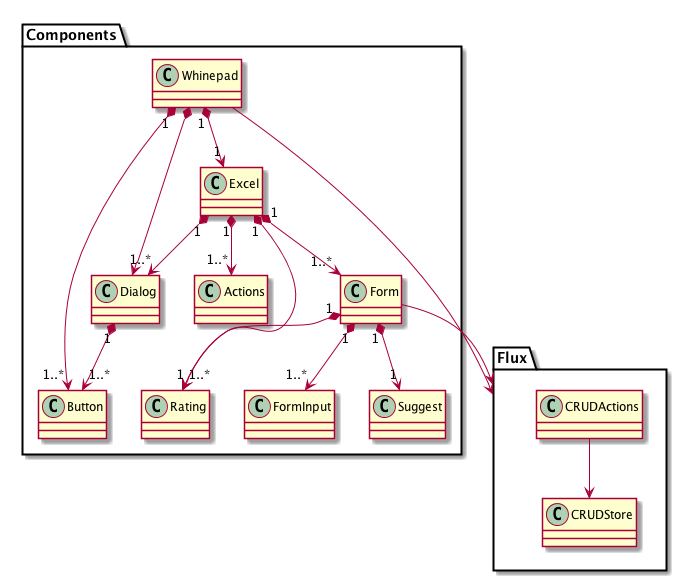 Components
C Whinepad
1 1
1
C Excel
1 1 1 1
1..* 1..* 1..*
C Dialog
C Actions
C Form
1 1 1 1
1..* 1..* 1 1..* 1..* 1
C Button
C Rating
C FormInput
C Suggest
Flux
C CRUDActions
C CRUDStore